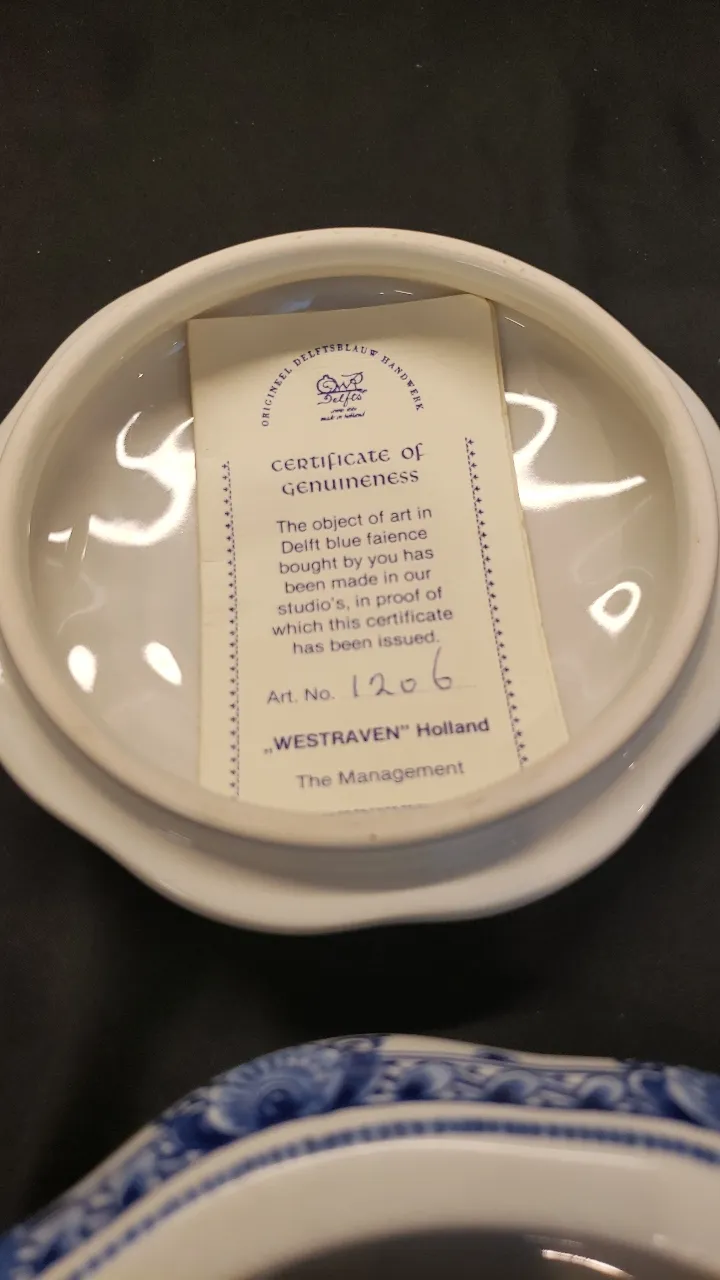 ORIGINEEL DELFTSBLAUW HANDWERK
Delfts
CERTIFICATE OF
GENUINENESS
The object of art in
Delft blue faience
bought by you has
been made in our
studio's, in proof of
which this certificate
has been issued.
Art. No. 1206
„WESTRAVEN" Holland
The Management